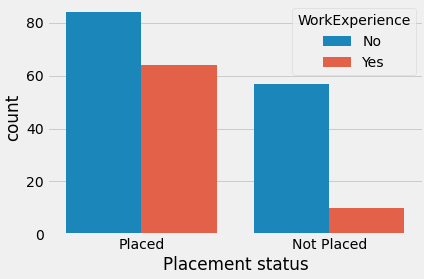 WorkExperience
No
Yes
80
60
40
20
0
count
Placed
Not Placed
Placement status